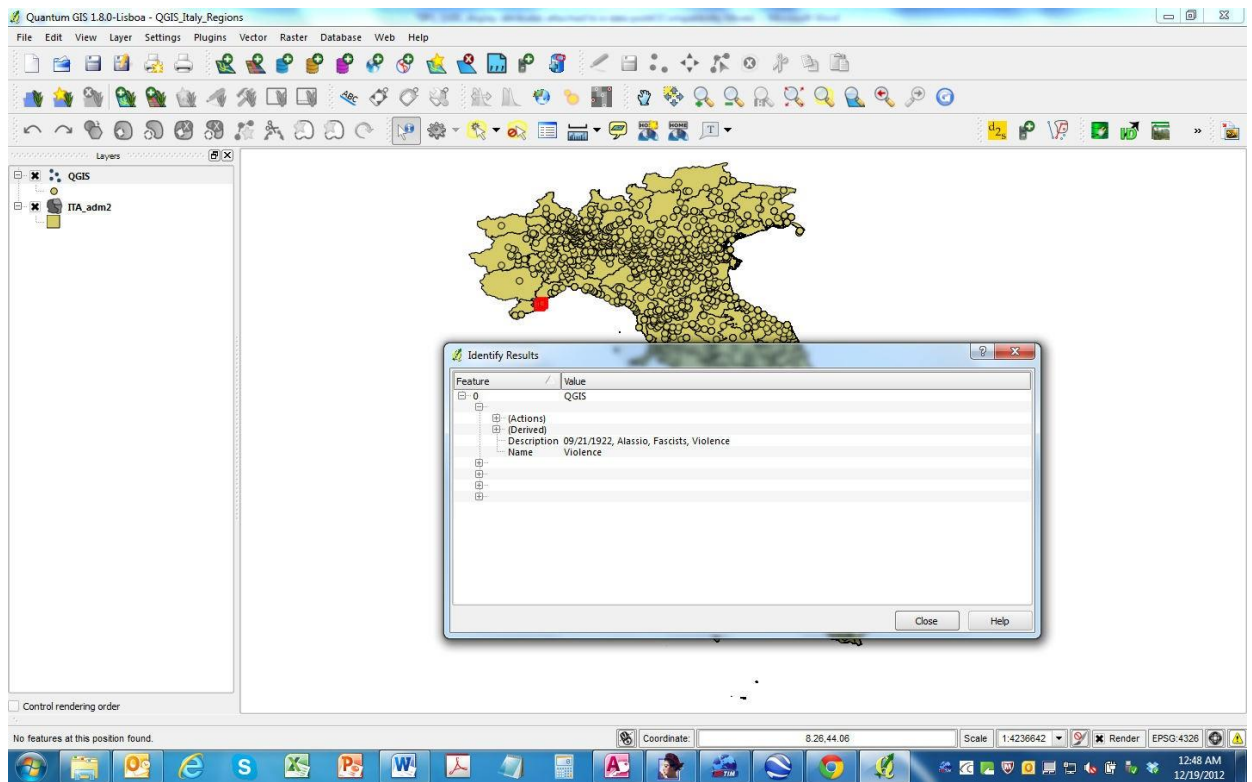 Quantum GIS 1.8.0-Lisboa - QGIS_Italy_Regions
File Edit View Layer Settings Plugins Vector Raster Database Web Help
Layers
QGIS
ITA_adm2
Identify Results
Feature Value
0 QGIS
(Actions)
(Derived)
Description 09/21/1922, Alassio, Fascists, Violence
Name Violence
Close Help
Control rendering order
No features at this position found. Coordinate: 8.26,44.06 Scale 1:4236642 Render EPSG:4326
12:48 AM
12/19/2012